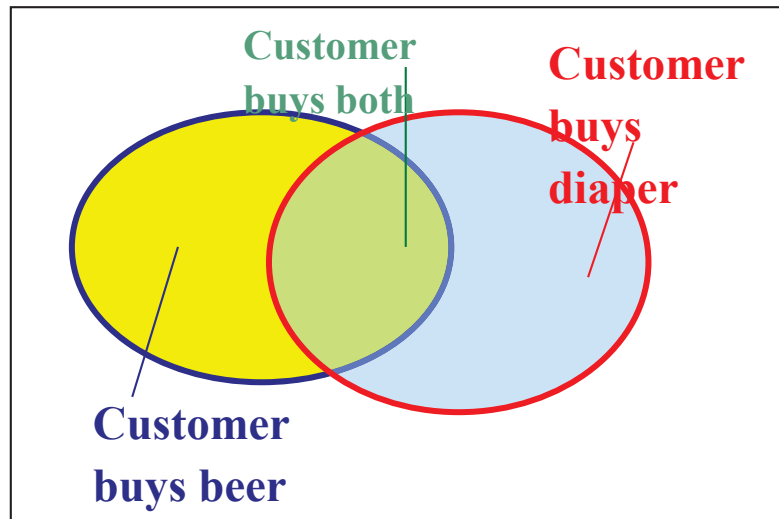 Customer
buys both
Customer
buys
diaper
Customer
buys beer